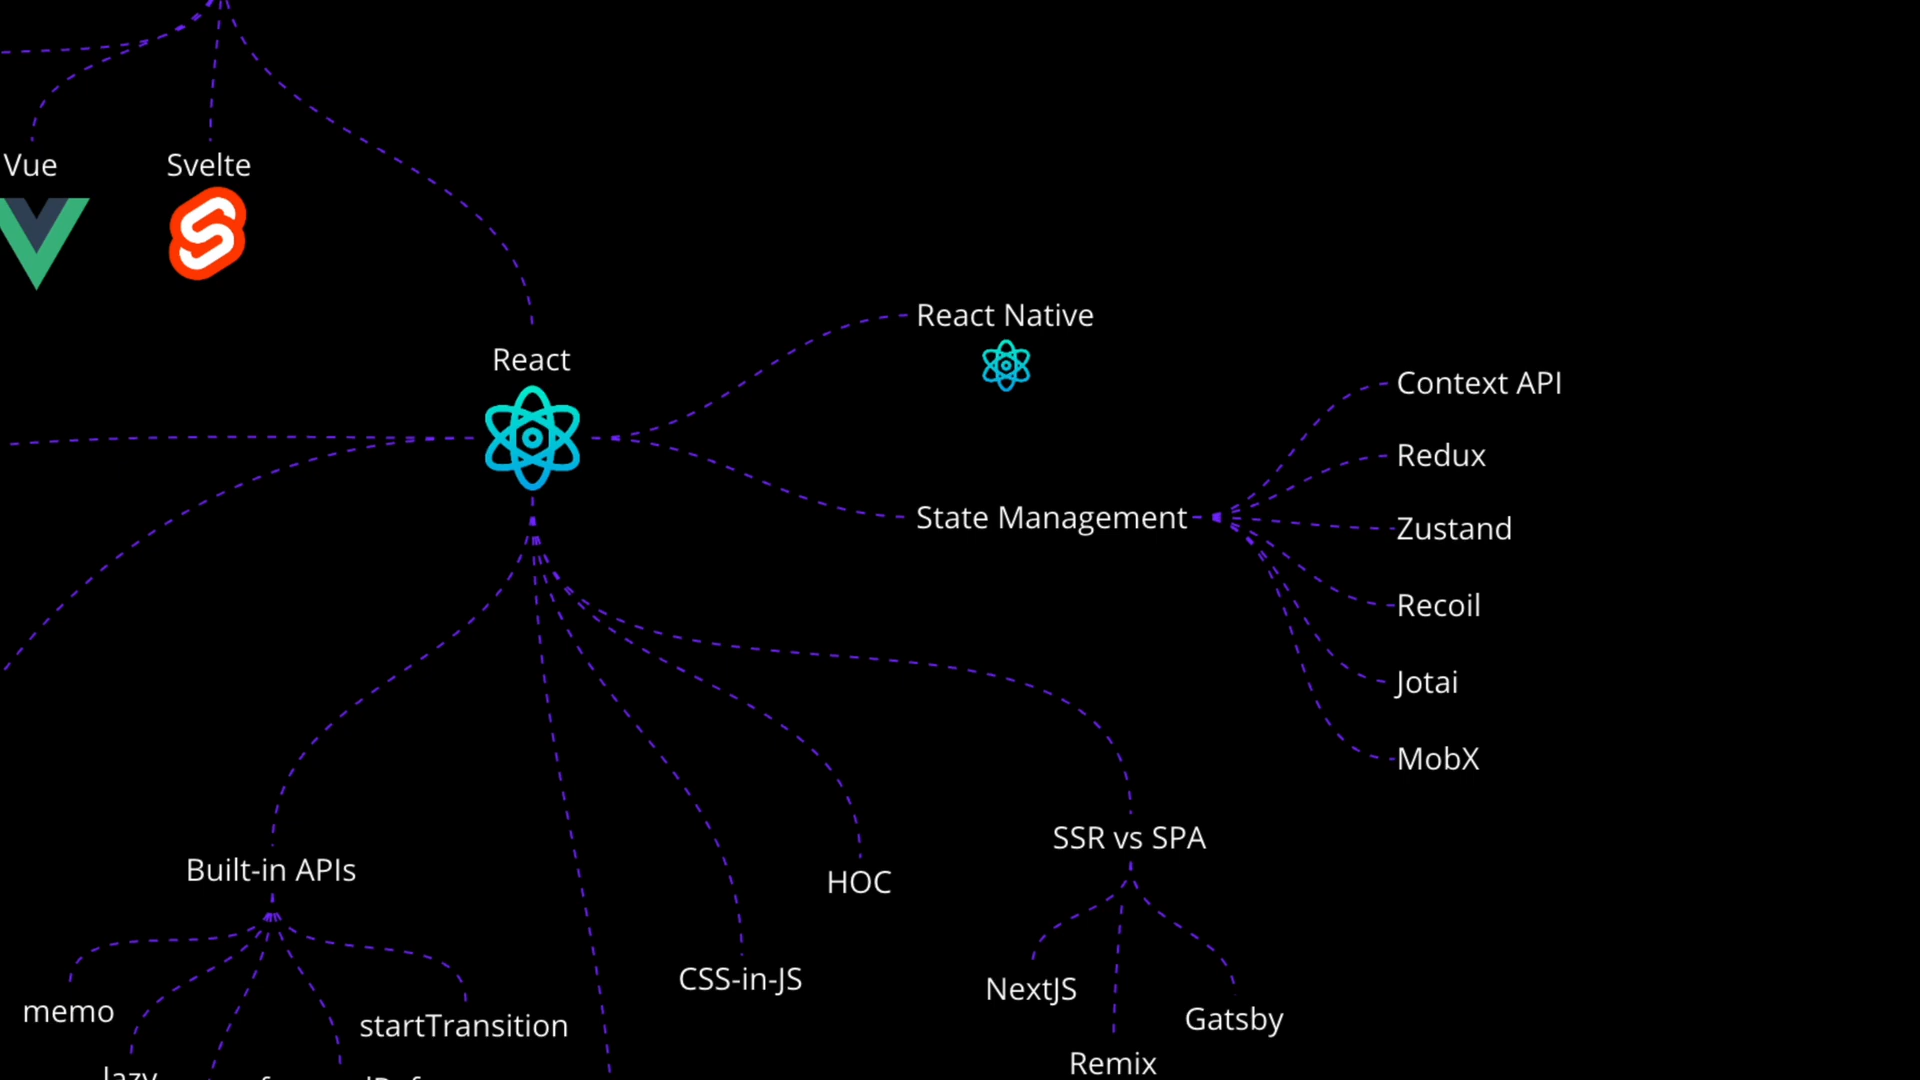 Vue
Svelte
React
React Native
State Management
Context API
Redux
Zustand
Recoil
Jotai
MobX
SSR vs SPA
Built-in APIs
HOC
CSS-in-JS
NextJS
Gatsby
Remix
memo
startTransition
lazy